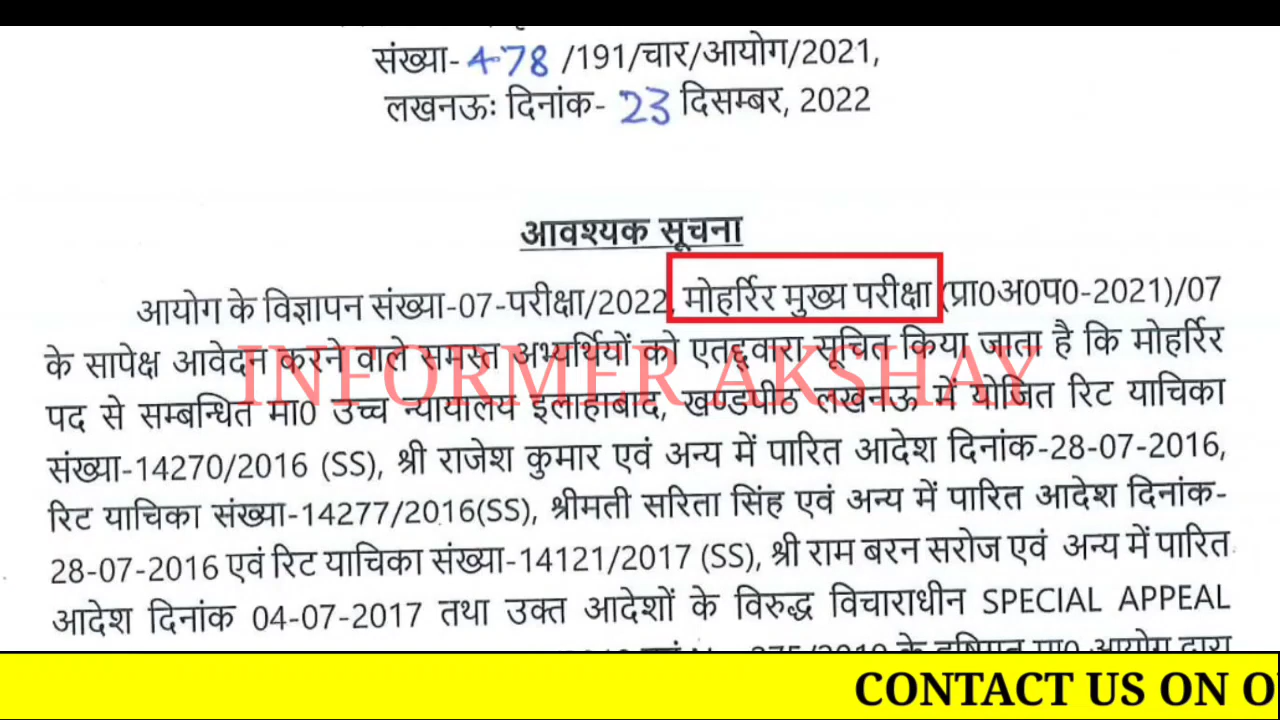 संख्या- 478 /191/चार/आयोग/2021,
लखनऊः दिनांक- 23 दिसम्बर, 2022
आवश्यक सूचना
आयोग के विज्ञापन संख्या-07-परीक्षा/2022, मोहर्रिर मुख्य परीक्षा (प्रा0अ0प0-2021)/07
के सापेक्ष आवेदन करने वाले समस्त अभ्यर्थियों को एतद्द्वारा सूचित किया जाता है कि मोहर्रिर
INFORMER AKSHAY
पद से सम्बन्धित मा0 उच्च न्यायालय इलाहाबाद, खण्डपीठ लखनऊ में योजित रिट याचिका
संख्या-14270/2016 (SS), श्री राजेश कुमार एवं अन्य में पारित आदेश दिनांक-28-07-2016,
रिट याचिका संख्या-14277/2016(SS), श्रीमती सरिता सिंह एवं अन्य में पारित आदेश दिनांक-
28-07-2016 एवं रिट याचिका संख्या-14121/2017 (SS), श्री राम बरन सरोज एवं अन्य में पारित
आदेश दिनांक 04-07-2017 तथा उक्त आदेशों के विरुद्ध विचाराधीन SPECIAL APPEAL
के दृष्टिगत मा0 आयोग द्वारा
CONTACT US ON O